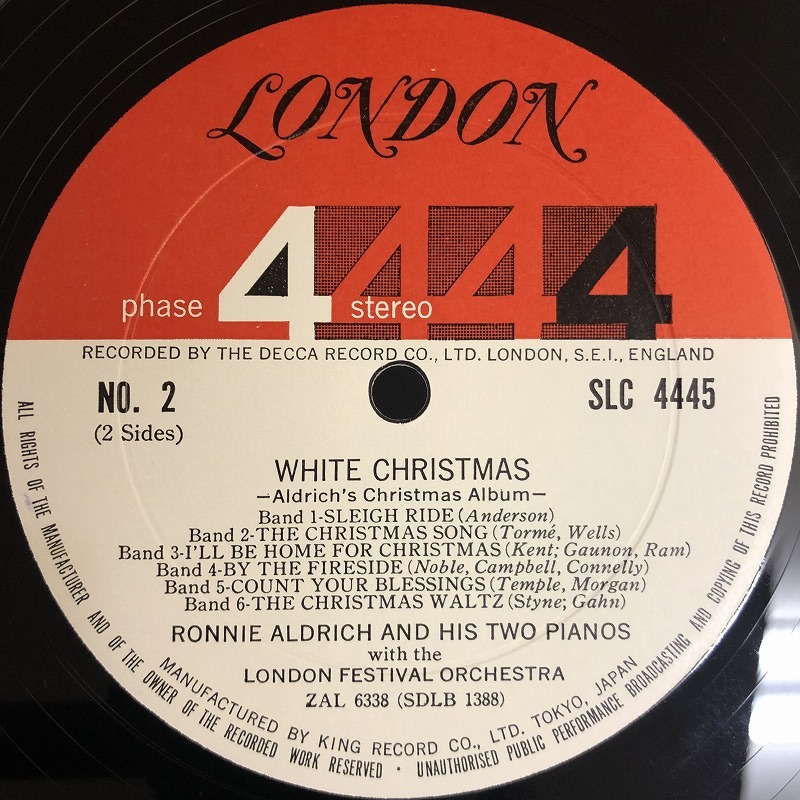 LONDON
phase 4 stereo
4 4 4
RECORDED BY THE DECCA RECORD CO., LTD. LONDON, S.E.I., ENGLAND
NO. 2
SLC 4445
(2 Sides)
WHITE CHRISTMAS
—Aldrich's Christmas Album—
Band 1-SLEIGH RIDE (Anderson)
Band 2-THE CHRISTMAS SONG (Tormé, Wells)
Band 3-I'LL BE HOME FOR CHRISTMAS (Kent; Gaunon, Ram)
Band 4-BY THE FIRESIDE (Noble, Campbell, Connelly)
Band 5-COUNT YOUR BLESSINGS (Temple, Morgan)
Band 6-THE CHRISTMAS WALTZ (Styne; Gahn)
RONNIE ALDRICH AND HIS TWO PIANOS
with the
LONDON FESTIVAL ORCHESTRA
ZAL 6338 (SDLB 1388)
MANUFACTURED BY KING RECORD CO., LTD. TOKYO, JAPAN
ALL RIGHTS OF THE MANUFACTURER AND OF THE OWNER OF THE RECORDED WORK RESERVED · UNAUTHORISED PUBLIC PERFORMANCE BROADCASTING AND COPYING OF THIS RECORD PROHIBITED